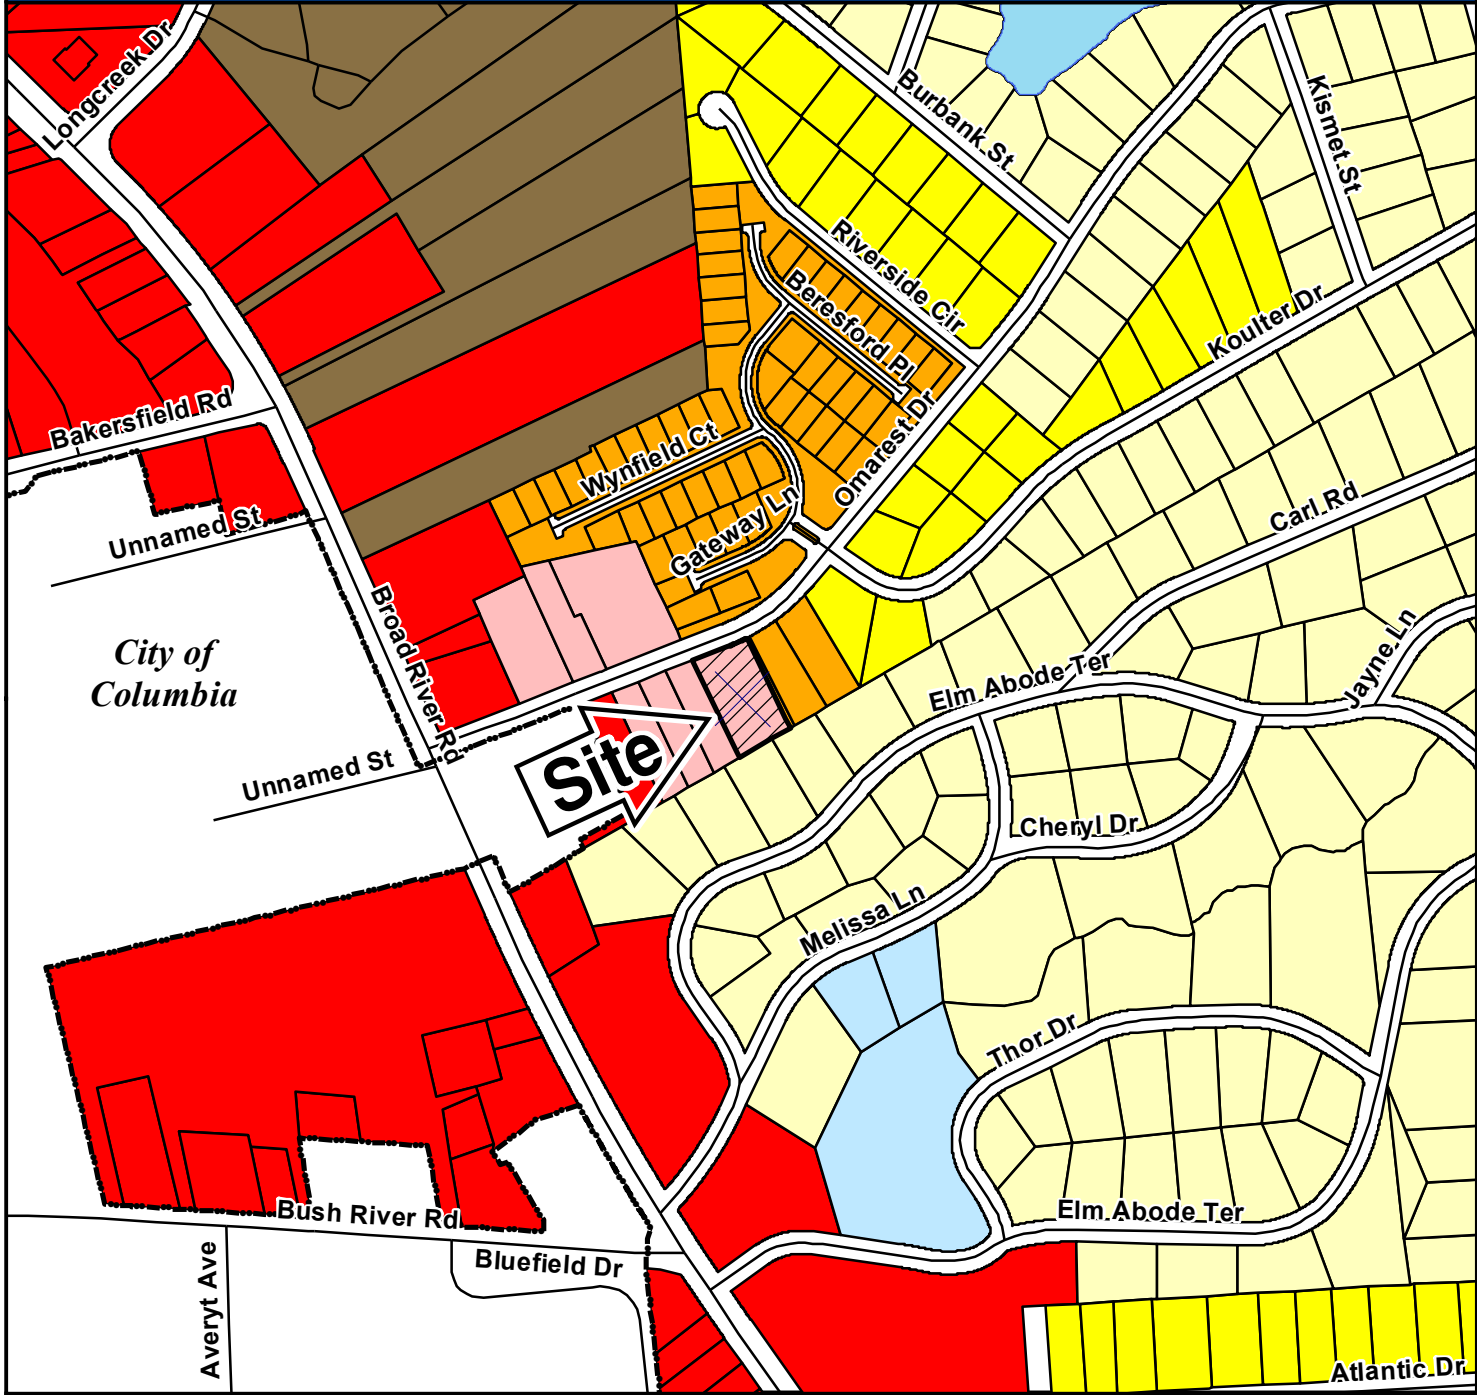 Longcreek Dr
Burbank St
Kismet St
Riverside Cir
Beresford Pl
Koulter Dr
Bakersfield Rd
Wynfield Ct
Omarest Dr
Gateway Ln
Carl Rd
Unnamed St
Broad River Rd
City of
Columbia
Jayne Ln
Elm Abode Ter
Unnamed St
Site
Cheryl Dr
Melissa Ln
Thor Dr
Bush River Rd
Elm Abode Ter
Bluefield Dr
Averyt Ave
Atlantic Dr